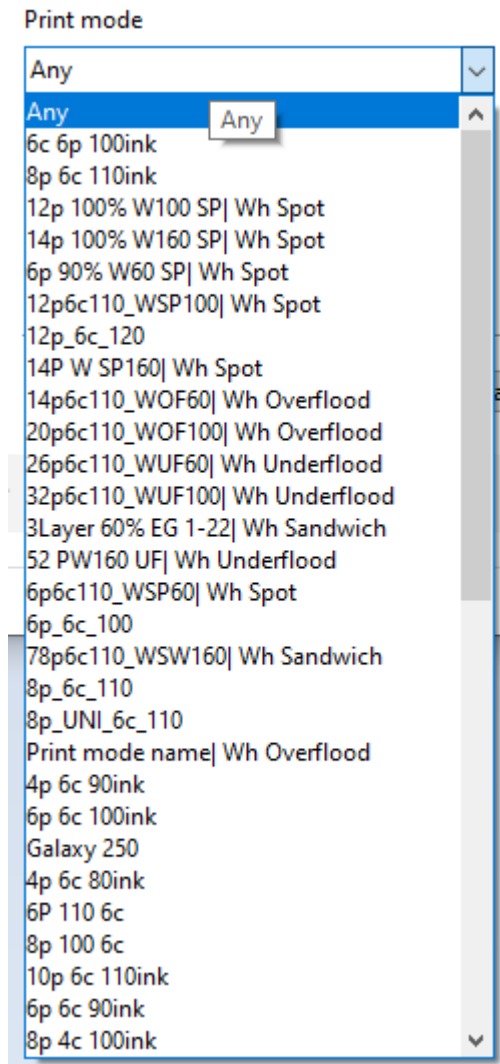 Print mode
Any
Any
Any
6c 6p 100ink
8p 6c 110ink
12p 100% W100 SP| Wh Spot
14p 100% W160 SP| Wh Spot
6p 90% W60 SP| Wh Spot
12p6c110_WSP100| Wh Spot
12p_6c_120
14P W SP160| Wh Spot
14p6c110_WOF60| Wh Overflood
20p6c110_WOF100| Wh Overflood
26p6c110_WUF60| Wh Underflood
32p6c110_WUF100| Wh Underflood
3Layer 60% EG 1-22| Wh Sandwich
52 PW160 UF| Wh Underflood
6p6c110_WSP60| Wh Spot
6p_6c_100
78p6c110_WSW160| Wh Sandwich
8p_6c_110
8p_UNI_6c_110
Print mode name| Wh Overflood
4p 6c 90ink
6p 6c 100ink
Galaxy 250
4p 6c 80ink
6P 110 6c
8p 100 6c
10p 6c 110ink
6p 6c 90ink
8p 4c 100ink